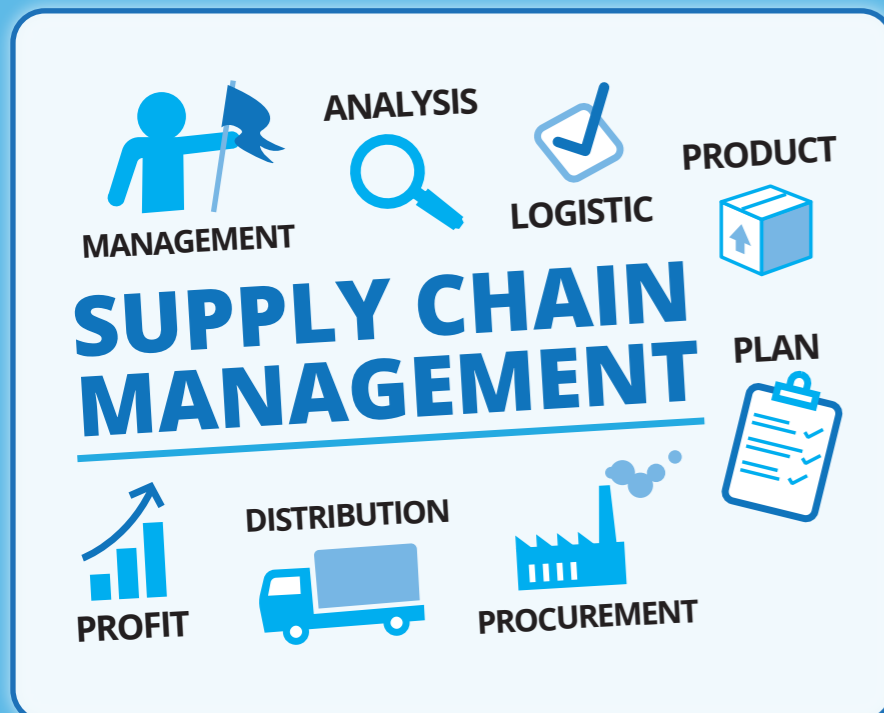 ANALYSIS
MANAGEMENT
LOGISTIC
PRODUCT
SUPPLY CHAIN
MANAGEMENT
PLAN
PROFIT
DISTRIBUTION
PROCUREMENT